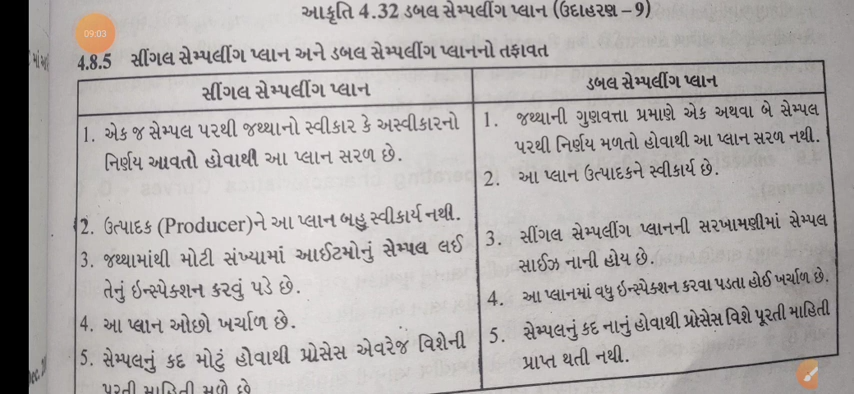 આકૃતિ 4.32 ડબલ સેમ્પલીંગ પ્લાન (ઉદાહરણ – 9)
09:03
4.8.5 સીંગલ સેમ્પલીંગ પ્લાન અને ડબલ સેમ્પલીંગ પ્લાનનો તફાવત
સીંગલ સેમ્પલીંગ પ્લાન
1. એક જ સેમ્પલ પરથી જથ્થાનો સ્વીકાર કે અસ્વીકારનો
નિર્ણય આવતો હોવાથી આ પ્લાન સરળ છે.
2. ઉત્પાદક (Producer)ને આ પ્લાન બહુ સ્વીકાર્ય નથી.
3. જથ્થામાંથી મોટી સંખ્યામાં આઈટમોનું સેમ્પલ લઈ
તેનું ઇન્સ્પેક્શન કરવું પડે છે.
4. આ પ્લાન ઓછો ખર્ચાળ છે.
5. સેમ્પલનું કદ મોટું હોવાથી પ્રોસેસ એવરેજ વિશેની
પૂરતી માહિતી મળે છે
ડબલ સેમ્પલીંગ પ્લાન
1. જથ્થાની ગુણવત્તા પ્રમાણે એક અથવા બે સેમ્પલ
પરથી નિર્ણય મળતો હોવાથી આ પ્લાન સરળ નથી.
2. આ પ્લાન ઉત્પાદકને સ્વીકાર્ય છે.
3. સીંગલ સેમ્પલીંગ પ્લાનની સરખામણીમાં સેમ્પલ
સાઈઝ નાની હોય છે.
4. આ પ્લાનમાં વધુ ઇન્સ્પેક્શન કરવા પડતા હોઈ ખર્ચાળ છે.
5. સેમ્પલનું કદ નાનું હોવાથી પ્રોસેસ વિશે પૂરતી માહિતી
પ્રાપ્ત થતી નથી.